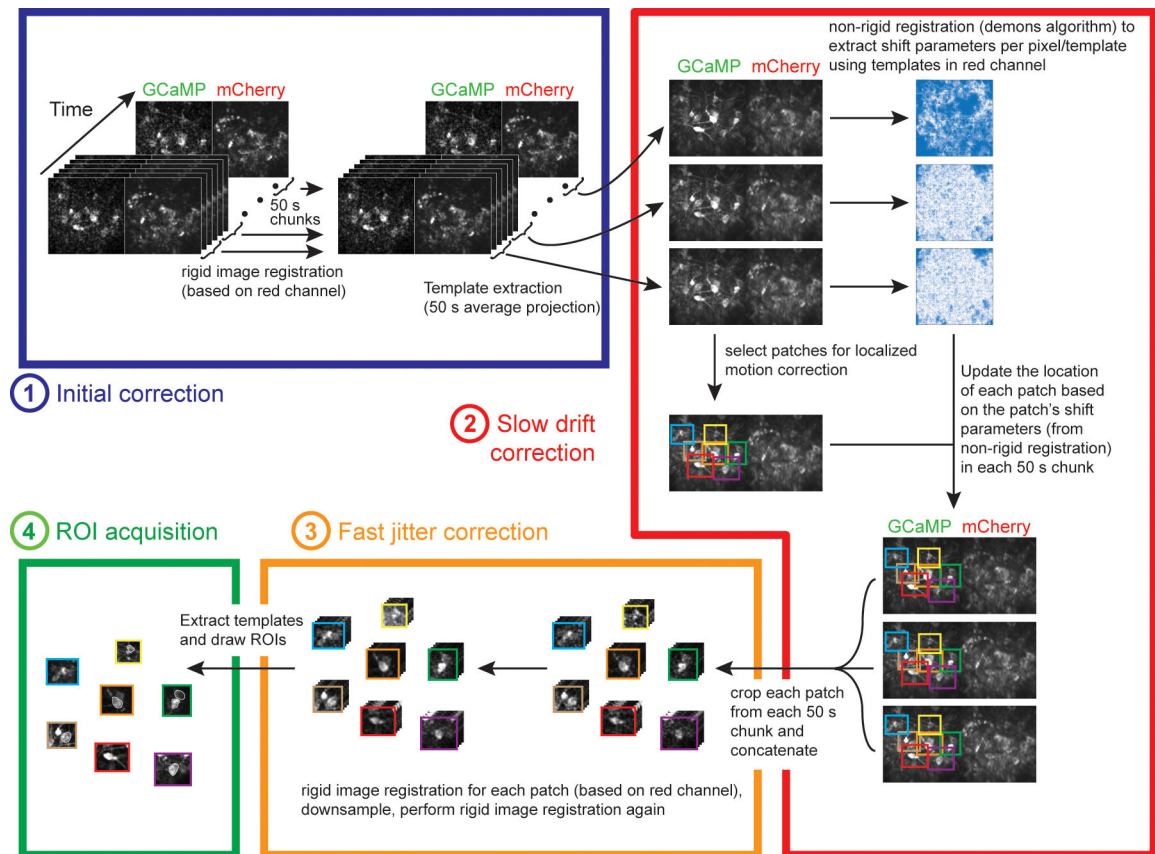 GCaMP mCherry
Time
50 s
chunks
rigid image registration
(based on red channel)
GCaMP mCherry
Template extraction
(50 s average projection)
1 Initial correction
non-rigid registration (demons algorithm) to
extract shift parameters per pixel/template
using templates in red channel
GCaMP mCherry
select patches for localized
motion correction
Update the location
of each patch based
on the patch's shift
parameters (from
non-rigid registration)
in each 50 s chunk
2 Slow drift
correction
GCaMP mCherry
crop each patch
from each 50 s
chunk and
concatenate
3 Fast jitter correction
rigid image registration for each patch (based on red channel),
downsample, perform rigid image registration again
4 ROI acquisition
Extract templates
and draw ROIs